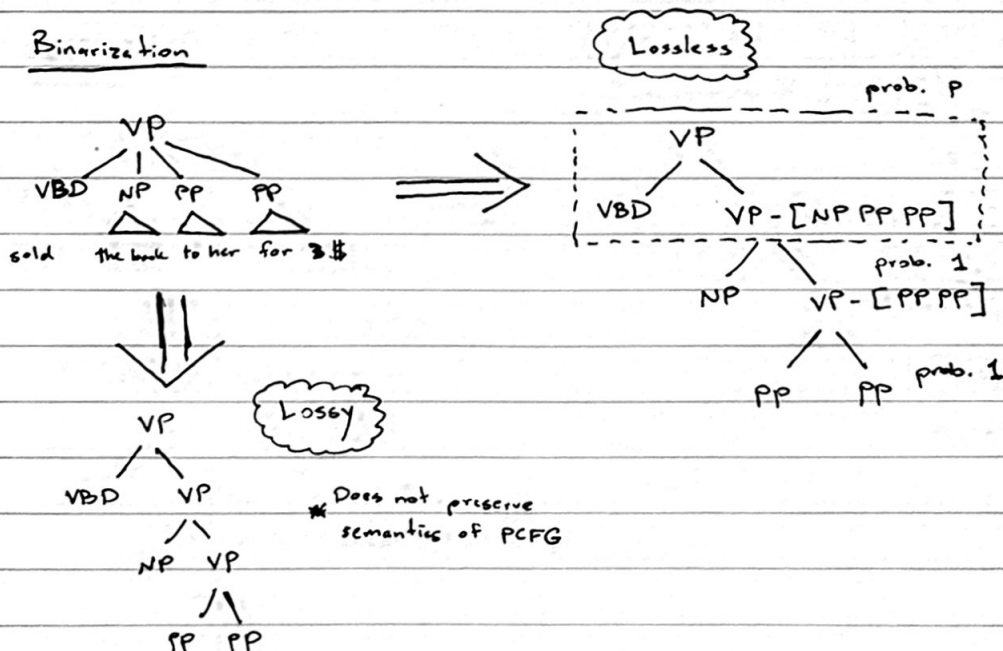 Binarization
Lossless
prob. P
VP
VBD NP PP PP
sold the book to her for 3 $
VP
VBD VP - [NP PP PP]
prob. 1
NP VP - [PP PP]
PP PP prob. 1
VP
Lossy
VBD VP
* Does not preserve
semantics of PCFG
NP VP
PP PP